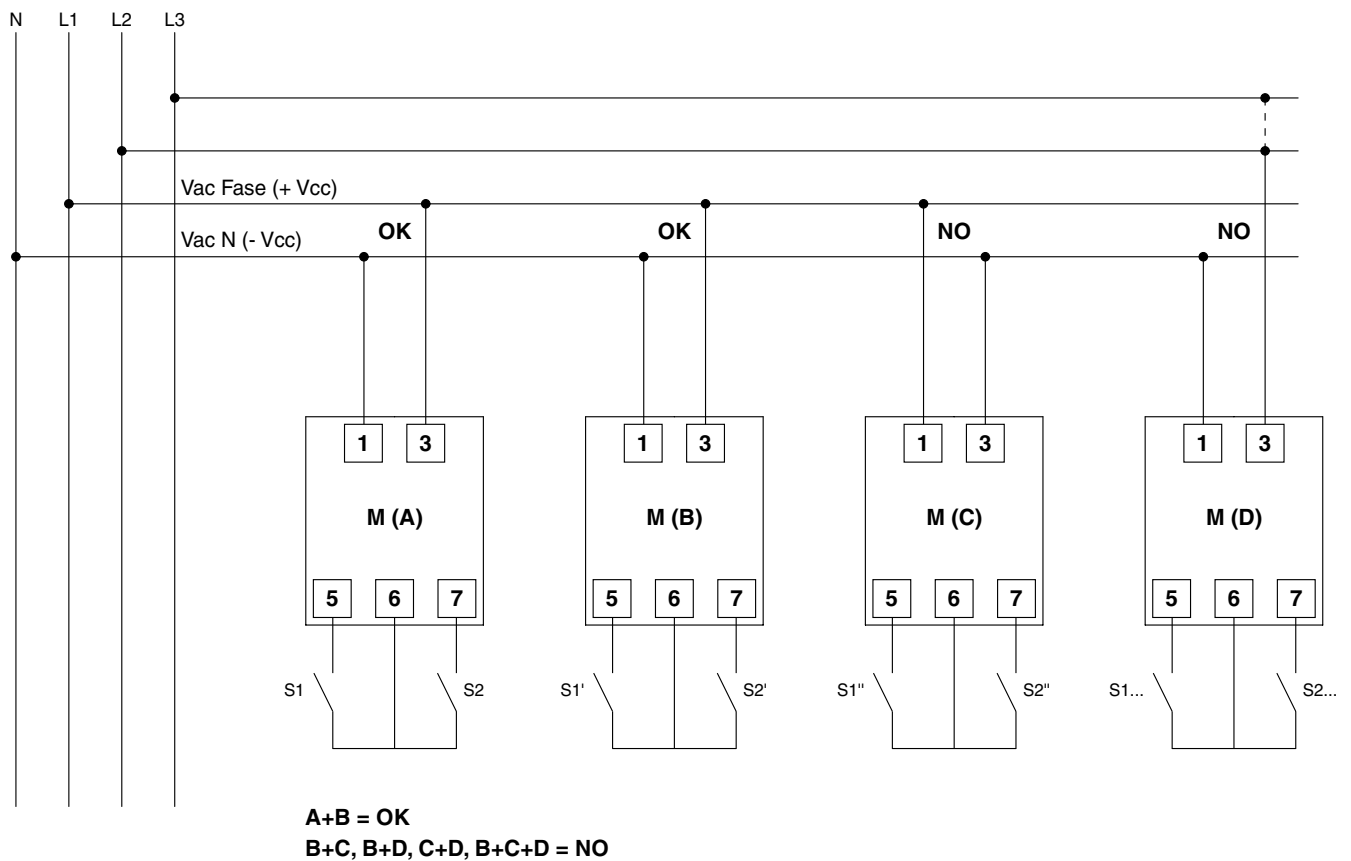 N L1 L2 L3
Vac Fase (+ Vcc)
OK OK NO NO
Vac N (- Vcc)
1 3 1 3 1 3 1 3
M (A) M (B) M (C) M (D)
5 6 7 5 6 7 5 6 7 5 6 7
S1 S2 S1' S2' S1" S2" S1... S2...
A+B = OK
B+C, B+D, C+D, B+C+D = NO